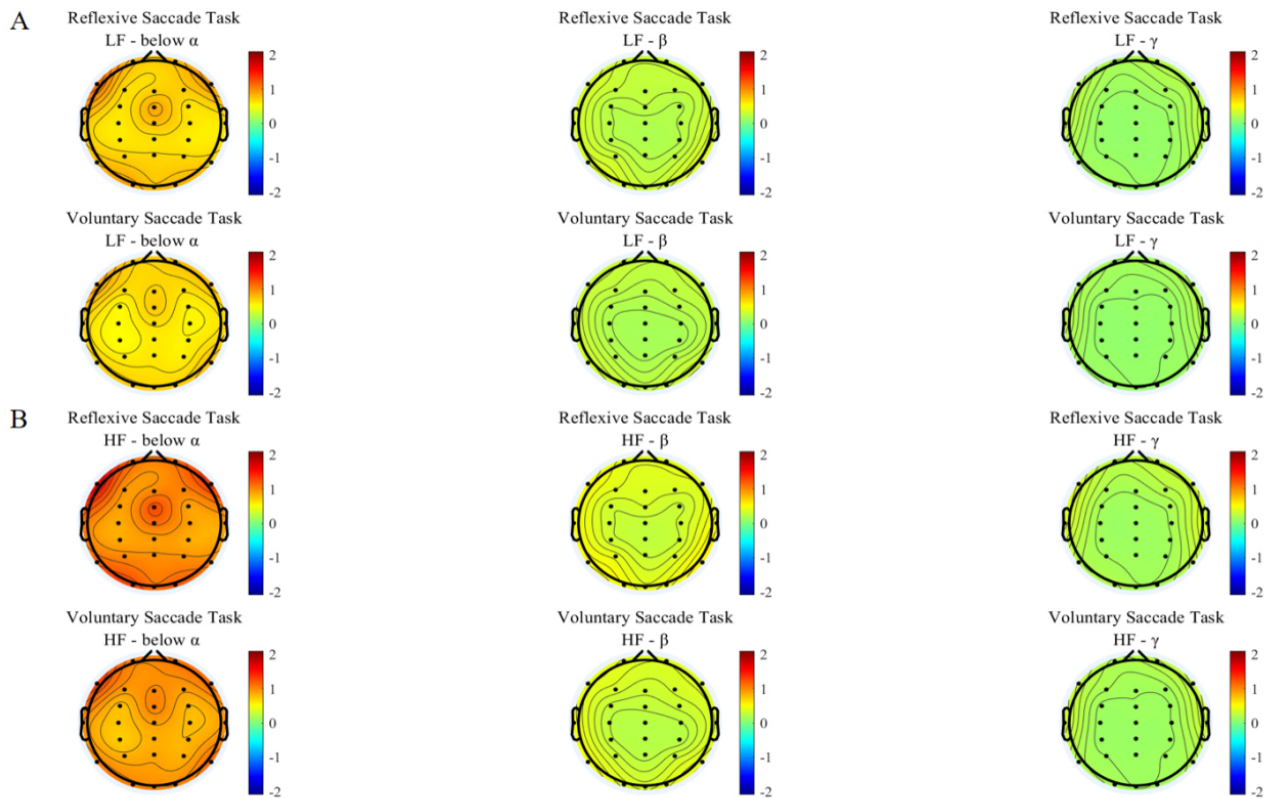 A
Reflexive Saccade Task
LF - below α
2
1
0
-1
-2
Reflexive Saccade Task
LF - β
2
1
0
-1
-2
Reflexive Saccade Task
LF - γ
2
1
0
-1
-2
Voluntary Saccade Task
LF - below α
2
1
0
-1
-2
Voluntary Saccade Task
LF - β
2
1
0
-1
-2
Voluntary Saccade Task
LF - γ
2
1
0
-1
-2
B
Reflexive Saccade Task
HF - below α
2
1
0
-1
-2
Reflexive Saccade Task
HF - β
2
1
0
-1
-2
Reflexive Saccade Task
HF - γ
2
1
0
-1
-2
Voluntary Saccade Task
HF - below α
2
1
0
-1
-2
Voluntary Saccade Task
HF - β
2
1
0
-1
-2
Voluntary Saccade Task
HF - γ
2
1
0
-1
-2